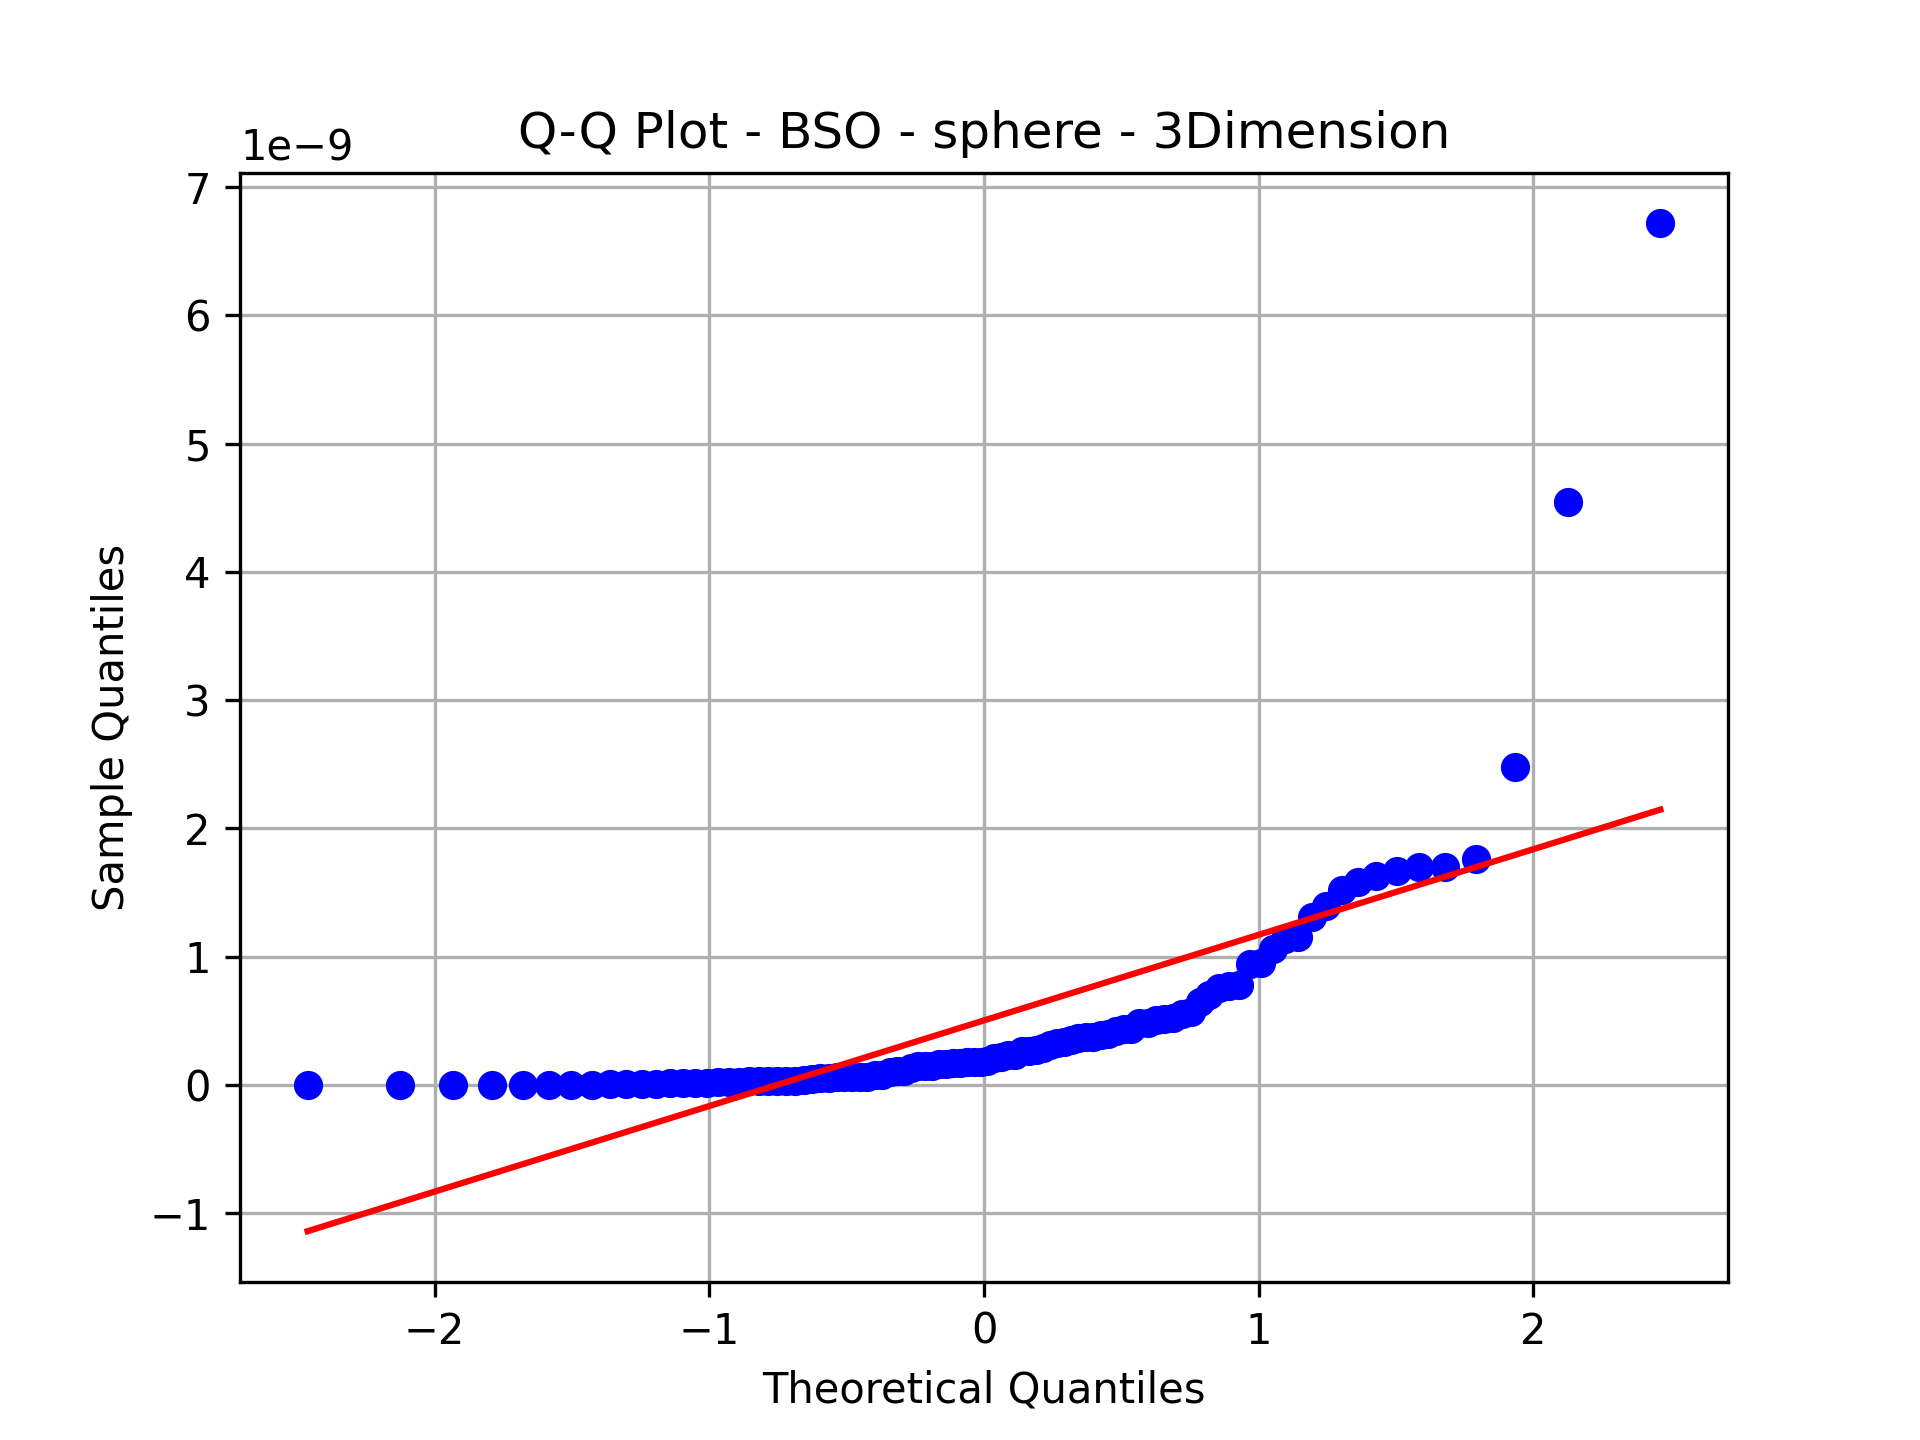 Q-Q Plot - BSO - sphere - 3Dimension
1e−9
7
6
5
4
3
2
1
0
−1
Sample Quantiles
−2 −1 0 1 2
Theoretical Quantiles